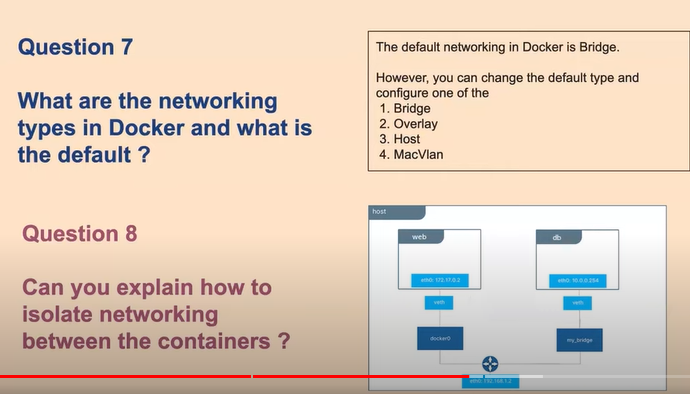 Question 7
What are the networking
types in Docker and what is
the default ?
The default networking in Docker is Bridge.
However, you can change the default type and
configure one of the
1. Bridge
2. Overlay
3. Host
4. MacVlan
Question 8
Can you explain how to
isolate networking
between the containers ?
host
web
db
eth0: 172.17.0.2
eth0: 10.0.0.254
veth
veth
docker0
my_bridge
eth0: 192.168.1.2